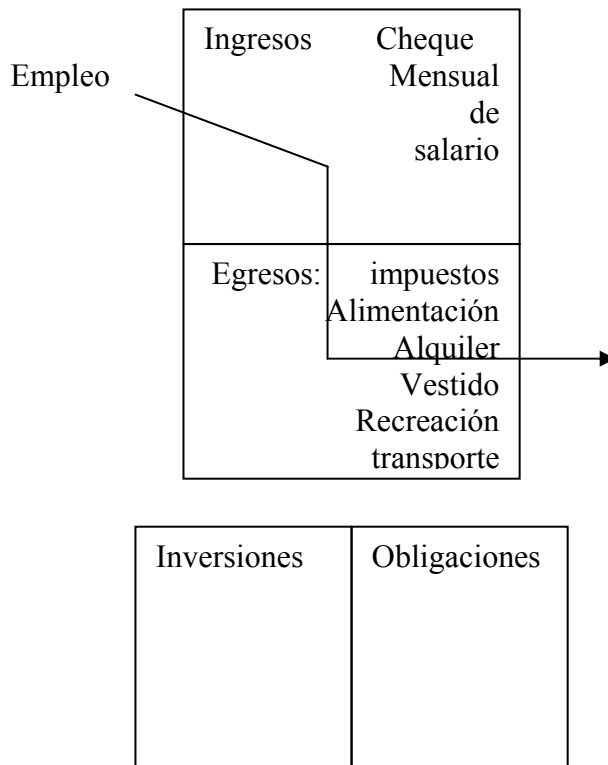 Ingresos Cheque
Empleo Mensual
de
salario
Egresos: impuestos
Alimentación
Alquiler
Vestido
Recreación
transporte
Inversiones Obligaciones